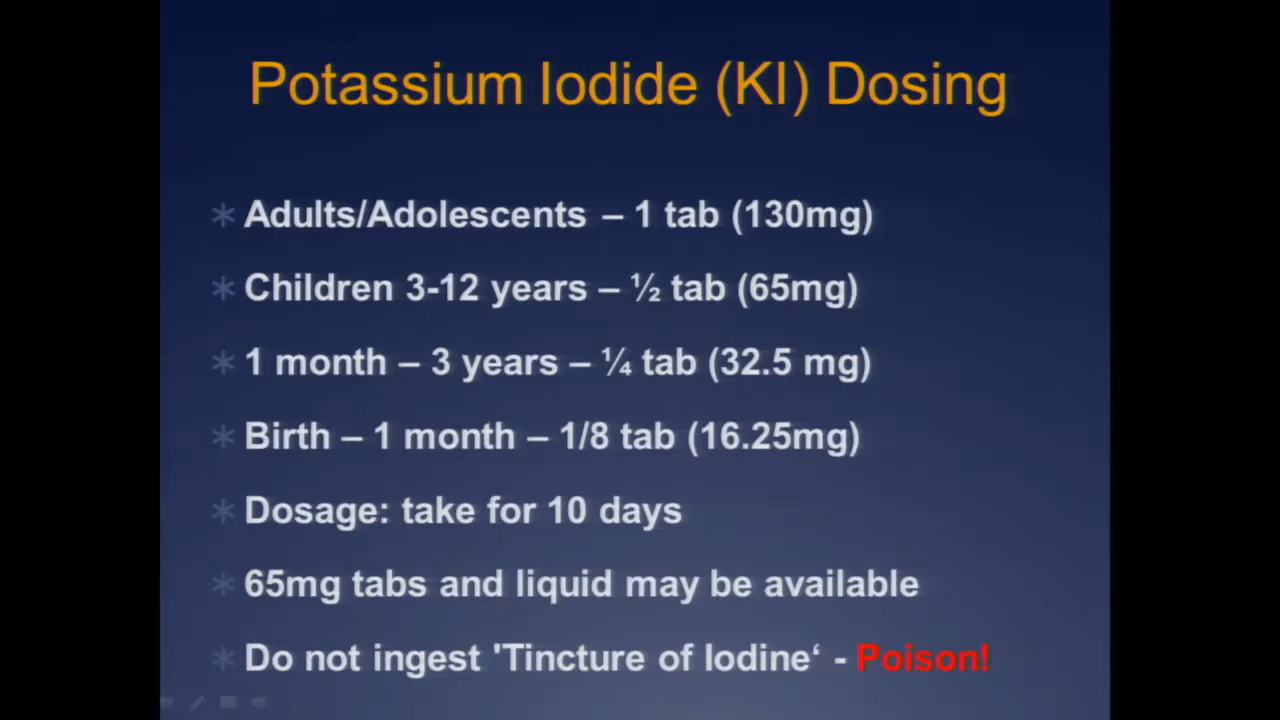 Potassium Iodide (KI) Dosing
Adults/Adolescents – 1 tab (130mg)
Children 3-12 years – ½ tab (65mg)
1 month – 3 years – ¼ tab (32.5 mg)
Birth – 1 month – 1/8 tab (16.25mg)
Dosage: take for 10 days
65mg tabs and liquid may be available
Do not ingest 'Tincture of Iodine‘ - Poison!